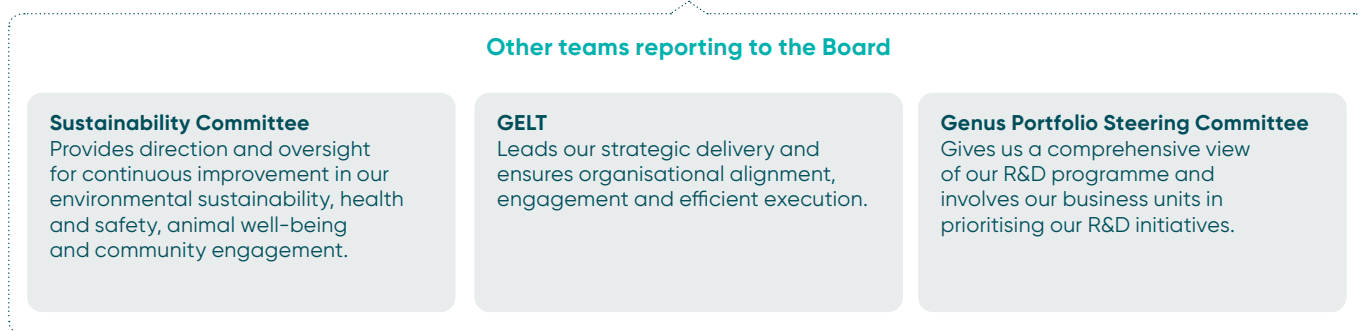 Other teams reporting to the Board
Sustainability Committee
Provides direction and oversight
for continuous improvement in our
environmental sustainability, health
and safety, animal well-being
and community engagement.
GELT
Leads our strategic delivery and
ensures organisational alignment,
engagement and efficient execution.
Genus Portfolio Steering Committee
Gives us a comprehensive view
of our R&D programme and
involves our business units in
prioritising our R&D initiatives.